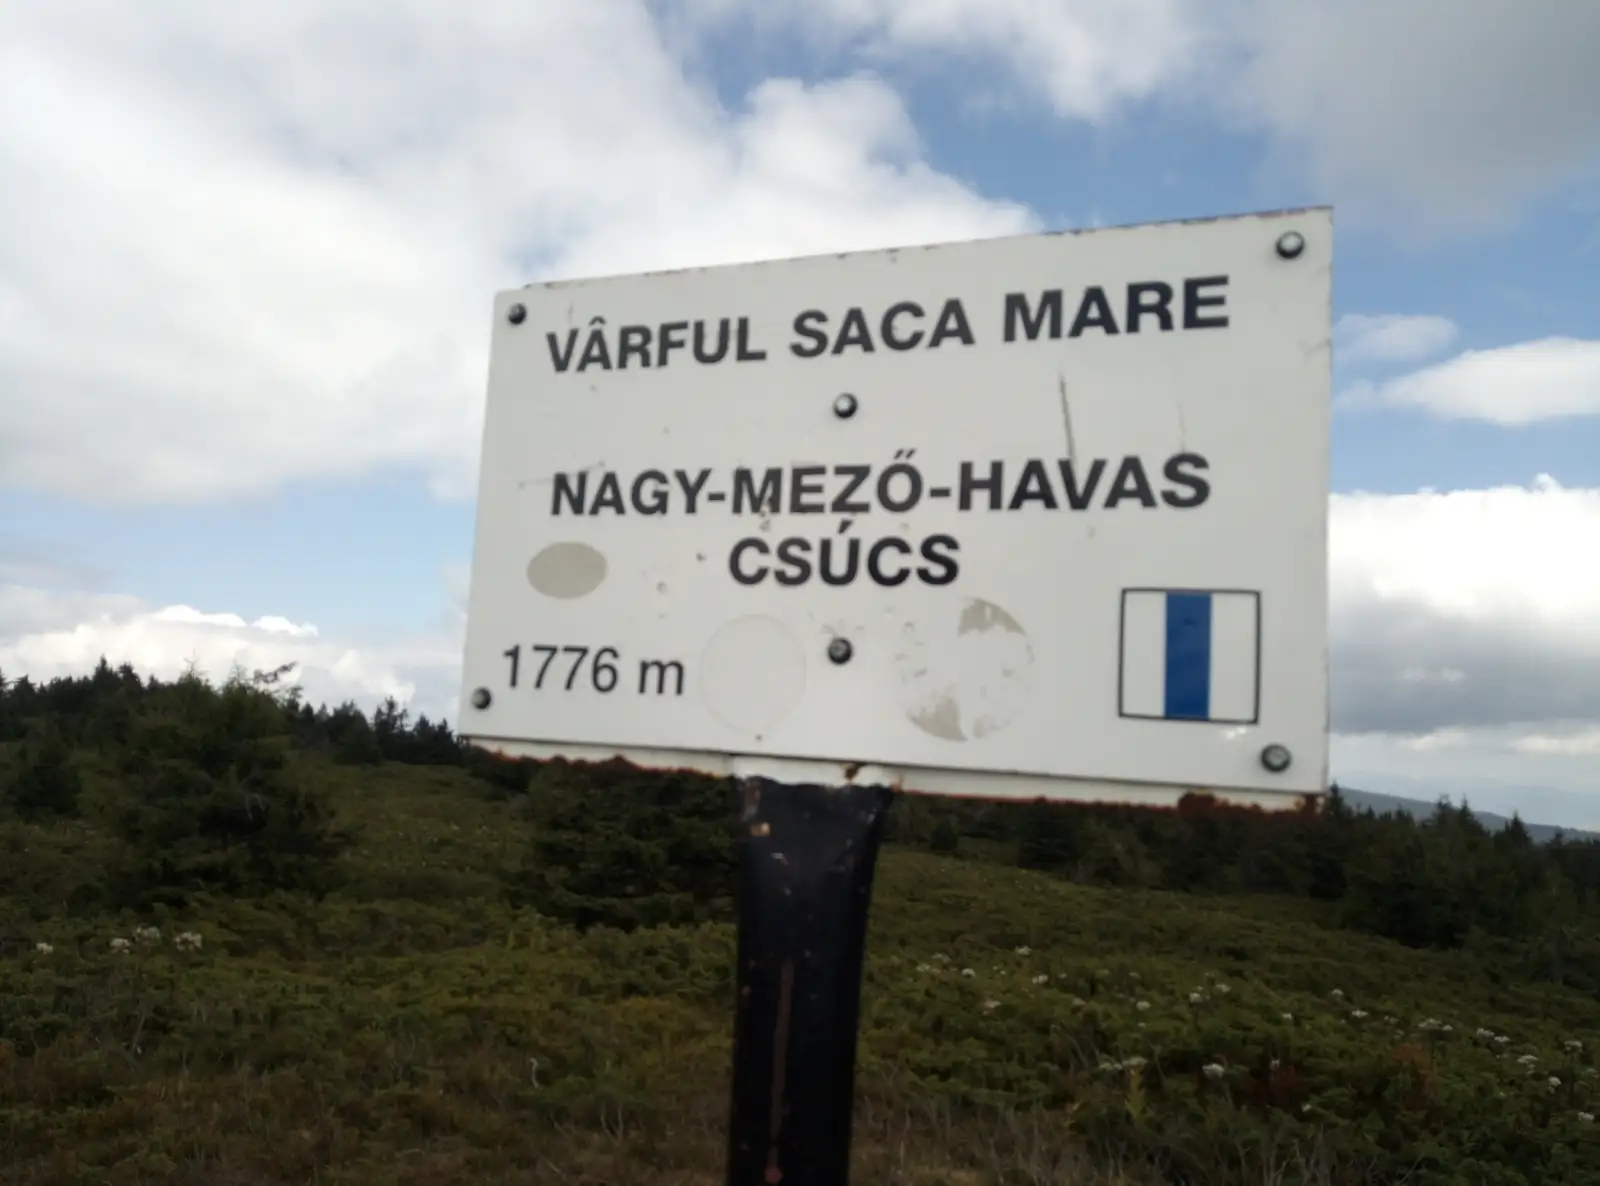 VÂRFUL SACA MARE
NAGY-MEZŐ-HAVAS
CSÚCS
1776 m